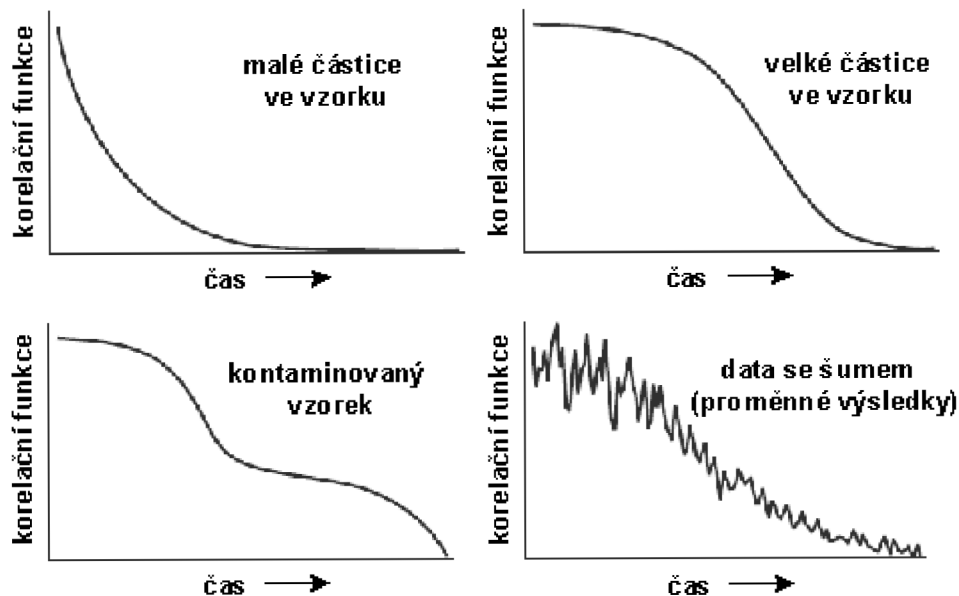 korelační funkce
malé částice
ve vzorku
čas
korelační funkce
velké částice
ve vzorku
čas
korelační funkce
kontaminovaný
vzorek
čas
korelační funkce
data se šumem
(proměnné výsledky)
čas